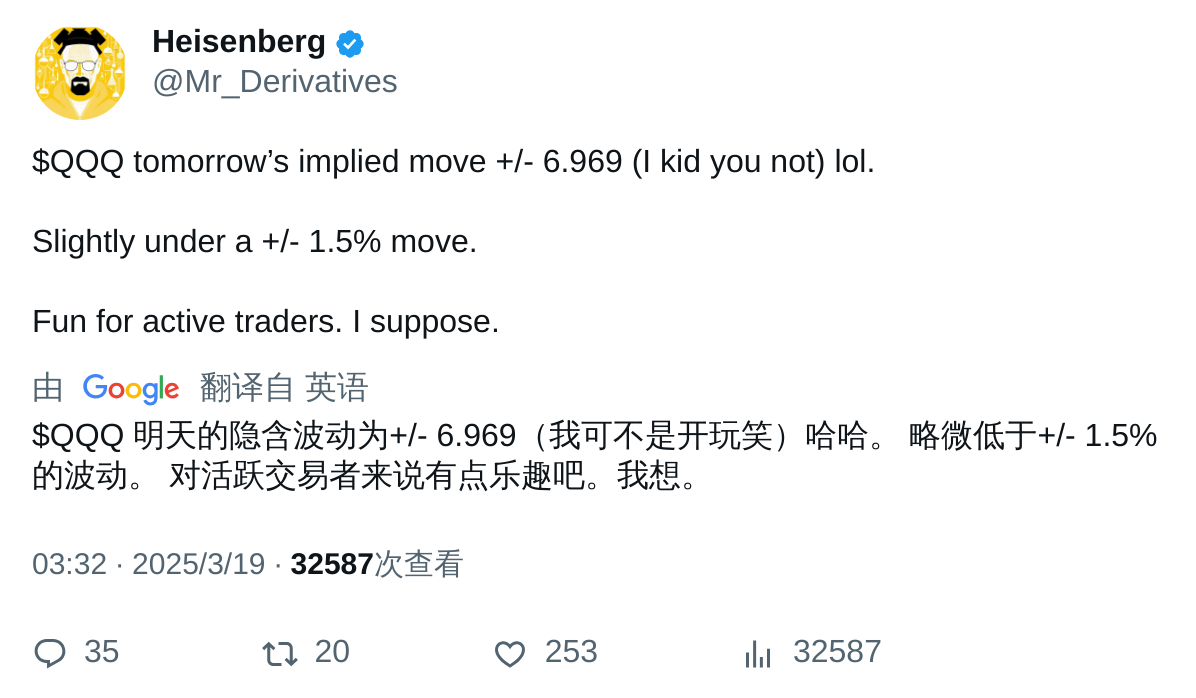 Heisenberg
@Mr_Derivatives
$QQQ tomorrow’s implied move +/- 6.969 (I kid you not) lol.
Slightly under a +/- 1.5% move.
Fun for active traders. I suppose.
由 Google 翻译自 英语
$QQQ 明天的隐含波动为+/- 6.969（我可不是开玩笑）哈哈。 略微低于+/- 1.5%
的波动。 对活跃交易者来说有点乐趣吧。我想。
03:32 · 2025/3/19 · 32587次查看
35 20 253 32587